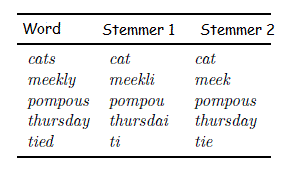 Word Stemmer 1 Stemmer 2
cats cat cat
meekly meekli meek
pompous pompou pompous
thursday thursdai thursday
tied ti tie